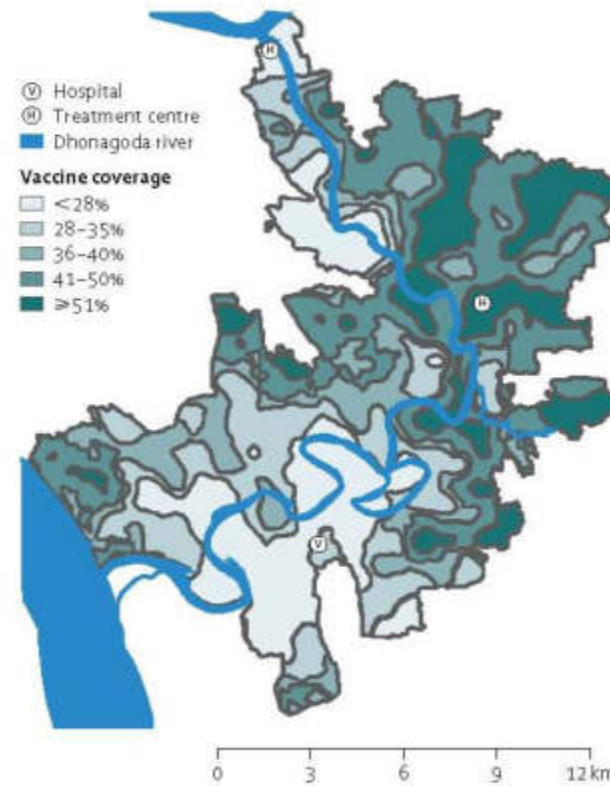 Ⓥ Hospital
Ⓗ Treatment centre
Dhonagoda river
Vaccine coverage
<28%
28–35%
36–40%
41–50%
≥51%
H
H
V
0 3 6 9 12 km